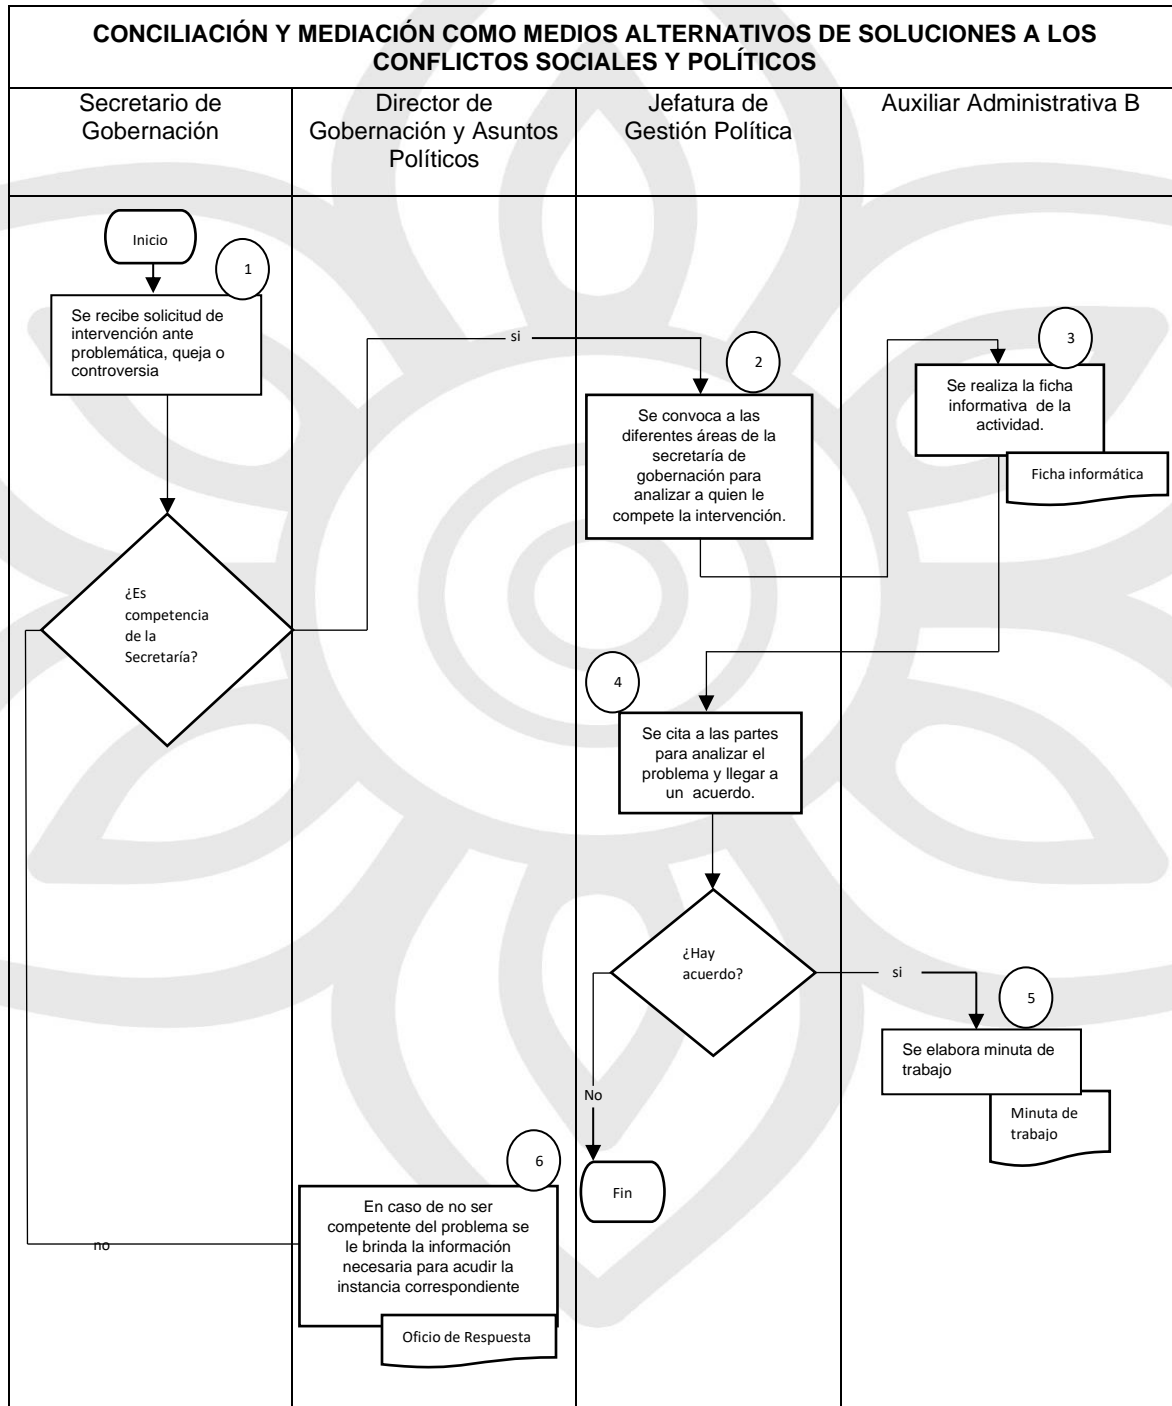 CONCILIACIÓN Y MEDIACIÓN COMO MEDIOS ALTERNATIVOS DE SOLUCIONES A LOS
CONFLICTOS SOCIALES Y POLÍTICOS
Secretario de
Gobernación
Director de
Gobernación y Asuntos
Políticos
Jefatura de
Gestión Política
Auxiliar Administrativa B
Inicio
1
Se recibe solicitud de
intervención ante
problemática, queja o
controversia
si
2
Se convoca a las
diferentes áreas de la
secretaría de
gobernación para
analizar a quien le
compete la intervención.
3
Se realiza la ficha
informativa de la
actividad.
Ficha informática
¿Es
competencia
de la
Secretaría?
4
Se cita a las partes
para analizar el
problema y llegar a
un acuerdo.
¿Hay
acuerdo?
si
5
Se elabora minuta de
trabajo
Minuta de
trabajo
No
Fin
6
En caso de no ser
competente del problema se
le brinda la información
necesaria para acudir la
instancia correspondiente
no
Oficio de Respuesta